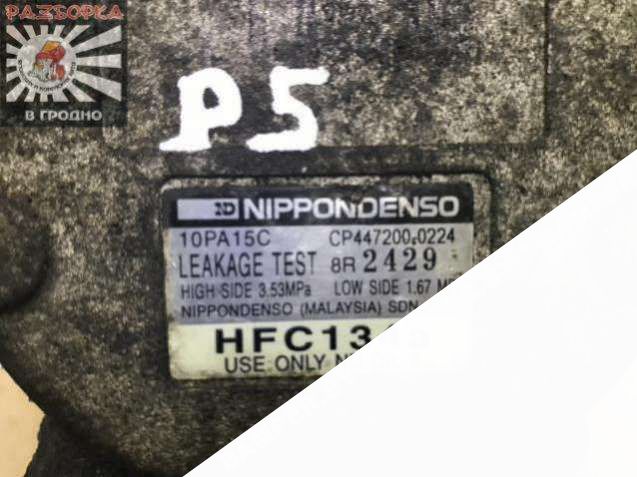 РАЗБОРКА
В ГРОДНО
P5
ND NIPPONDENSO
10PA15C CP447200-0224
LEAKAGE TEST 8R 2429
HIGH SIDE 3.53MPa LOW SIDE 1.67
NIPPONDENSO (MALAYSIA) SDN
USE ONLY